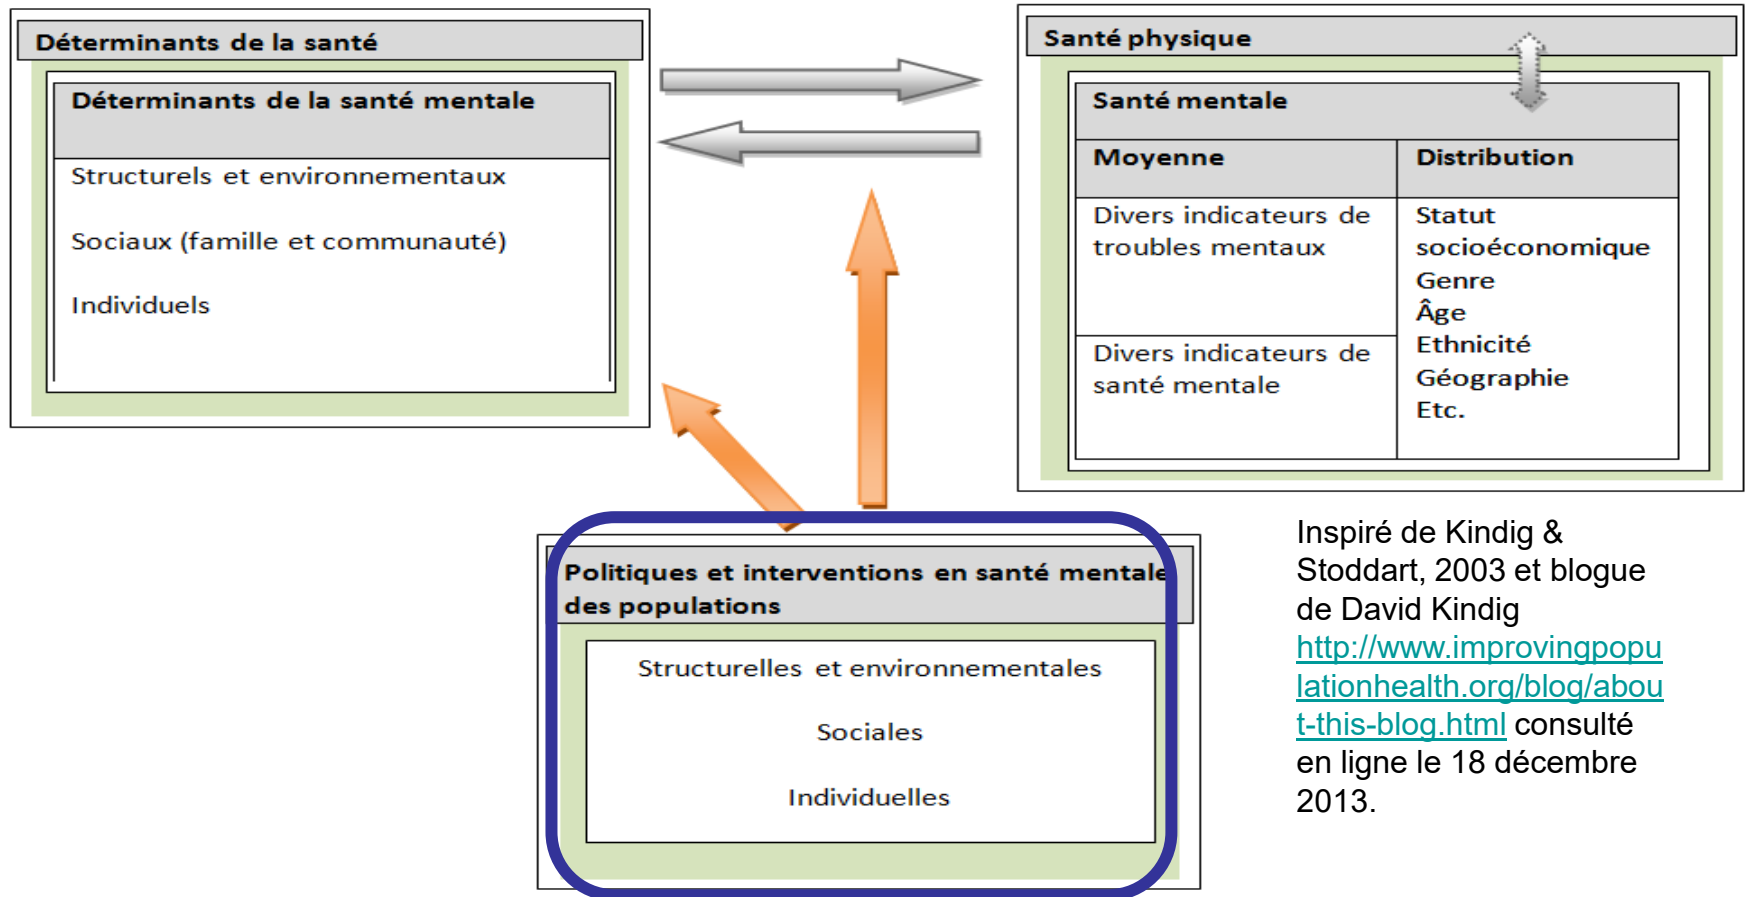 Déterminants de la santé
Déterminants de la santé mentale
Structurels et environnementaux
Sociaux (famille et communauté)
Individuels
Santé physique
Santé mentale
Moyenne
Distribution
Divers indicateurs de
troubles mentaux
Divers indicateurs de
santé mentale
Statut
socioéconomique
Genre
Âge
Ethnicité
Géographie
Etc.
Politiques et interventions en santé mentale
des populations
Structurelles et environnementales
Sociales
Individuelles
Inspiré de Kindig &
Stoddart, 2003 et blogue
de David Kindig
http://www.improvingpopu
lationhealth.org/blog/abou
t-this-blog.html consulté
en ligne le 18 décembre
2013.